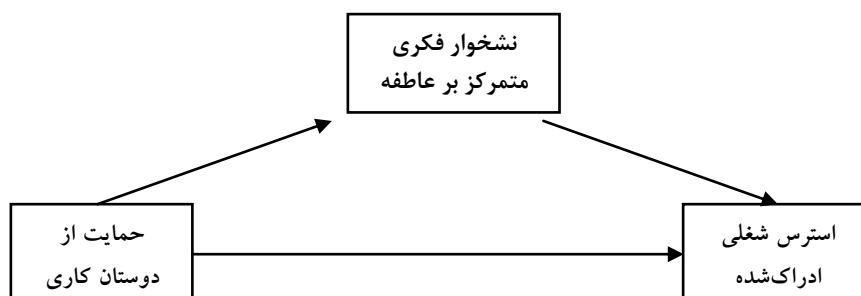 نشخوار فکری
متمرکز بر عاطفه
استرس شغلی
ادراک‌شده
حمایت از
دوستان کاری